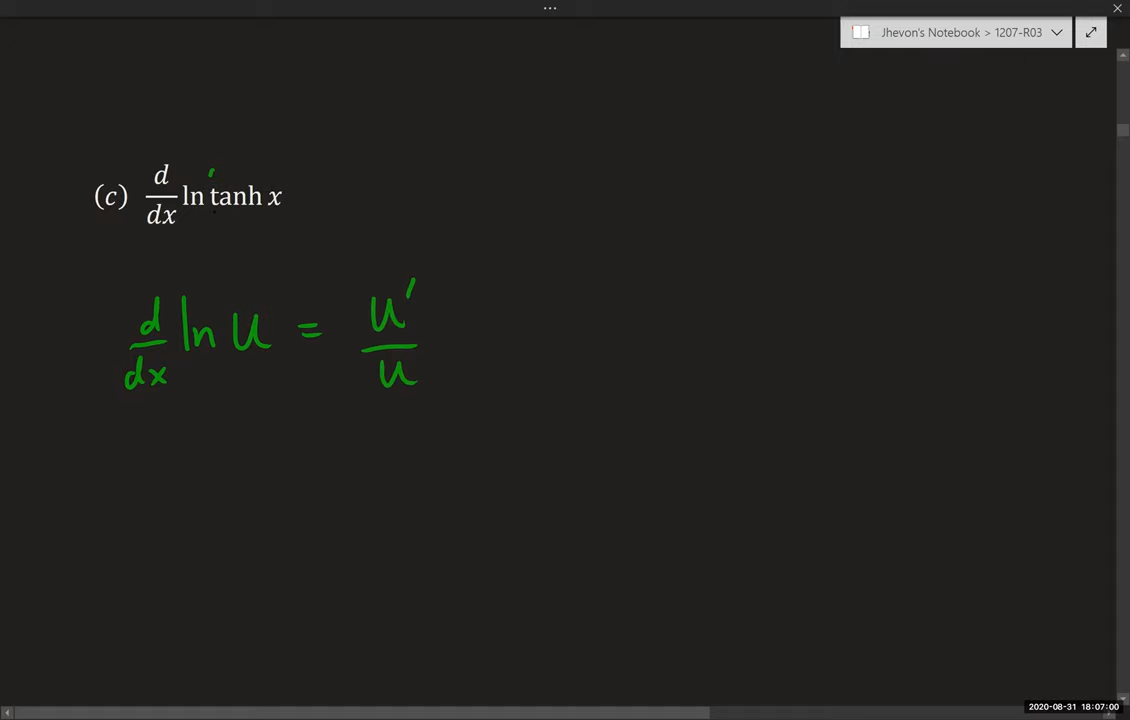 Jhevon's Notebook > 1207-R03
(c) d/dx ln tanh x
d/dx ln u = u'/u
2020-08-31 18:07:00